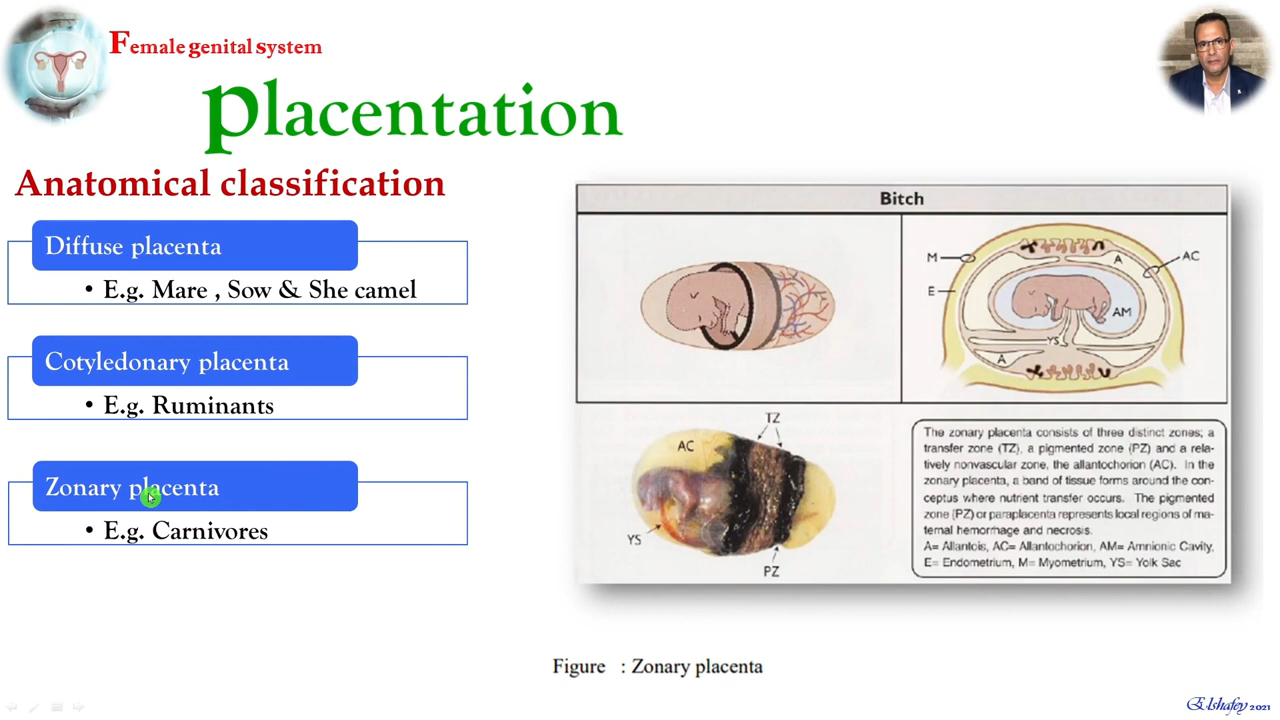 Female genital system
placentation
Anatomical classification
Diffuse placenta
• E.g. Mare , Sow & She camel
Cotyledonary placenta
• E.g. Ruminants
Zonary placenta
• E.g. Carnivores
Bitch
M
E
A
AC
AM
YS
A
TZ
AC
YS
PZ
The zonary placenta consists of three distinct zones; a
transfer zone (TZ), a pigmented zone (PZ) and a rela-
tively nonvascular zone, the allantochorion (AC). In the
zonary placenta, a band of tissue forms around the con-
ceptus where nutrient transfer occurs. The pigmented
zone (PZ) or paraplacenta represents local regions of ma-
ternal hemorrhage and necrosis.
A= Allantois, AC= Allantochorion, AM= Amnionic Cavity,
E= Endometrium, M= Myometrium, YS= Yolk Sac
Figure : Zonary placenta
Elshafey 2021